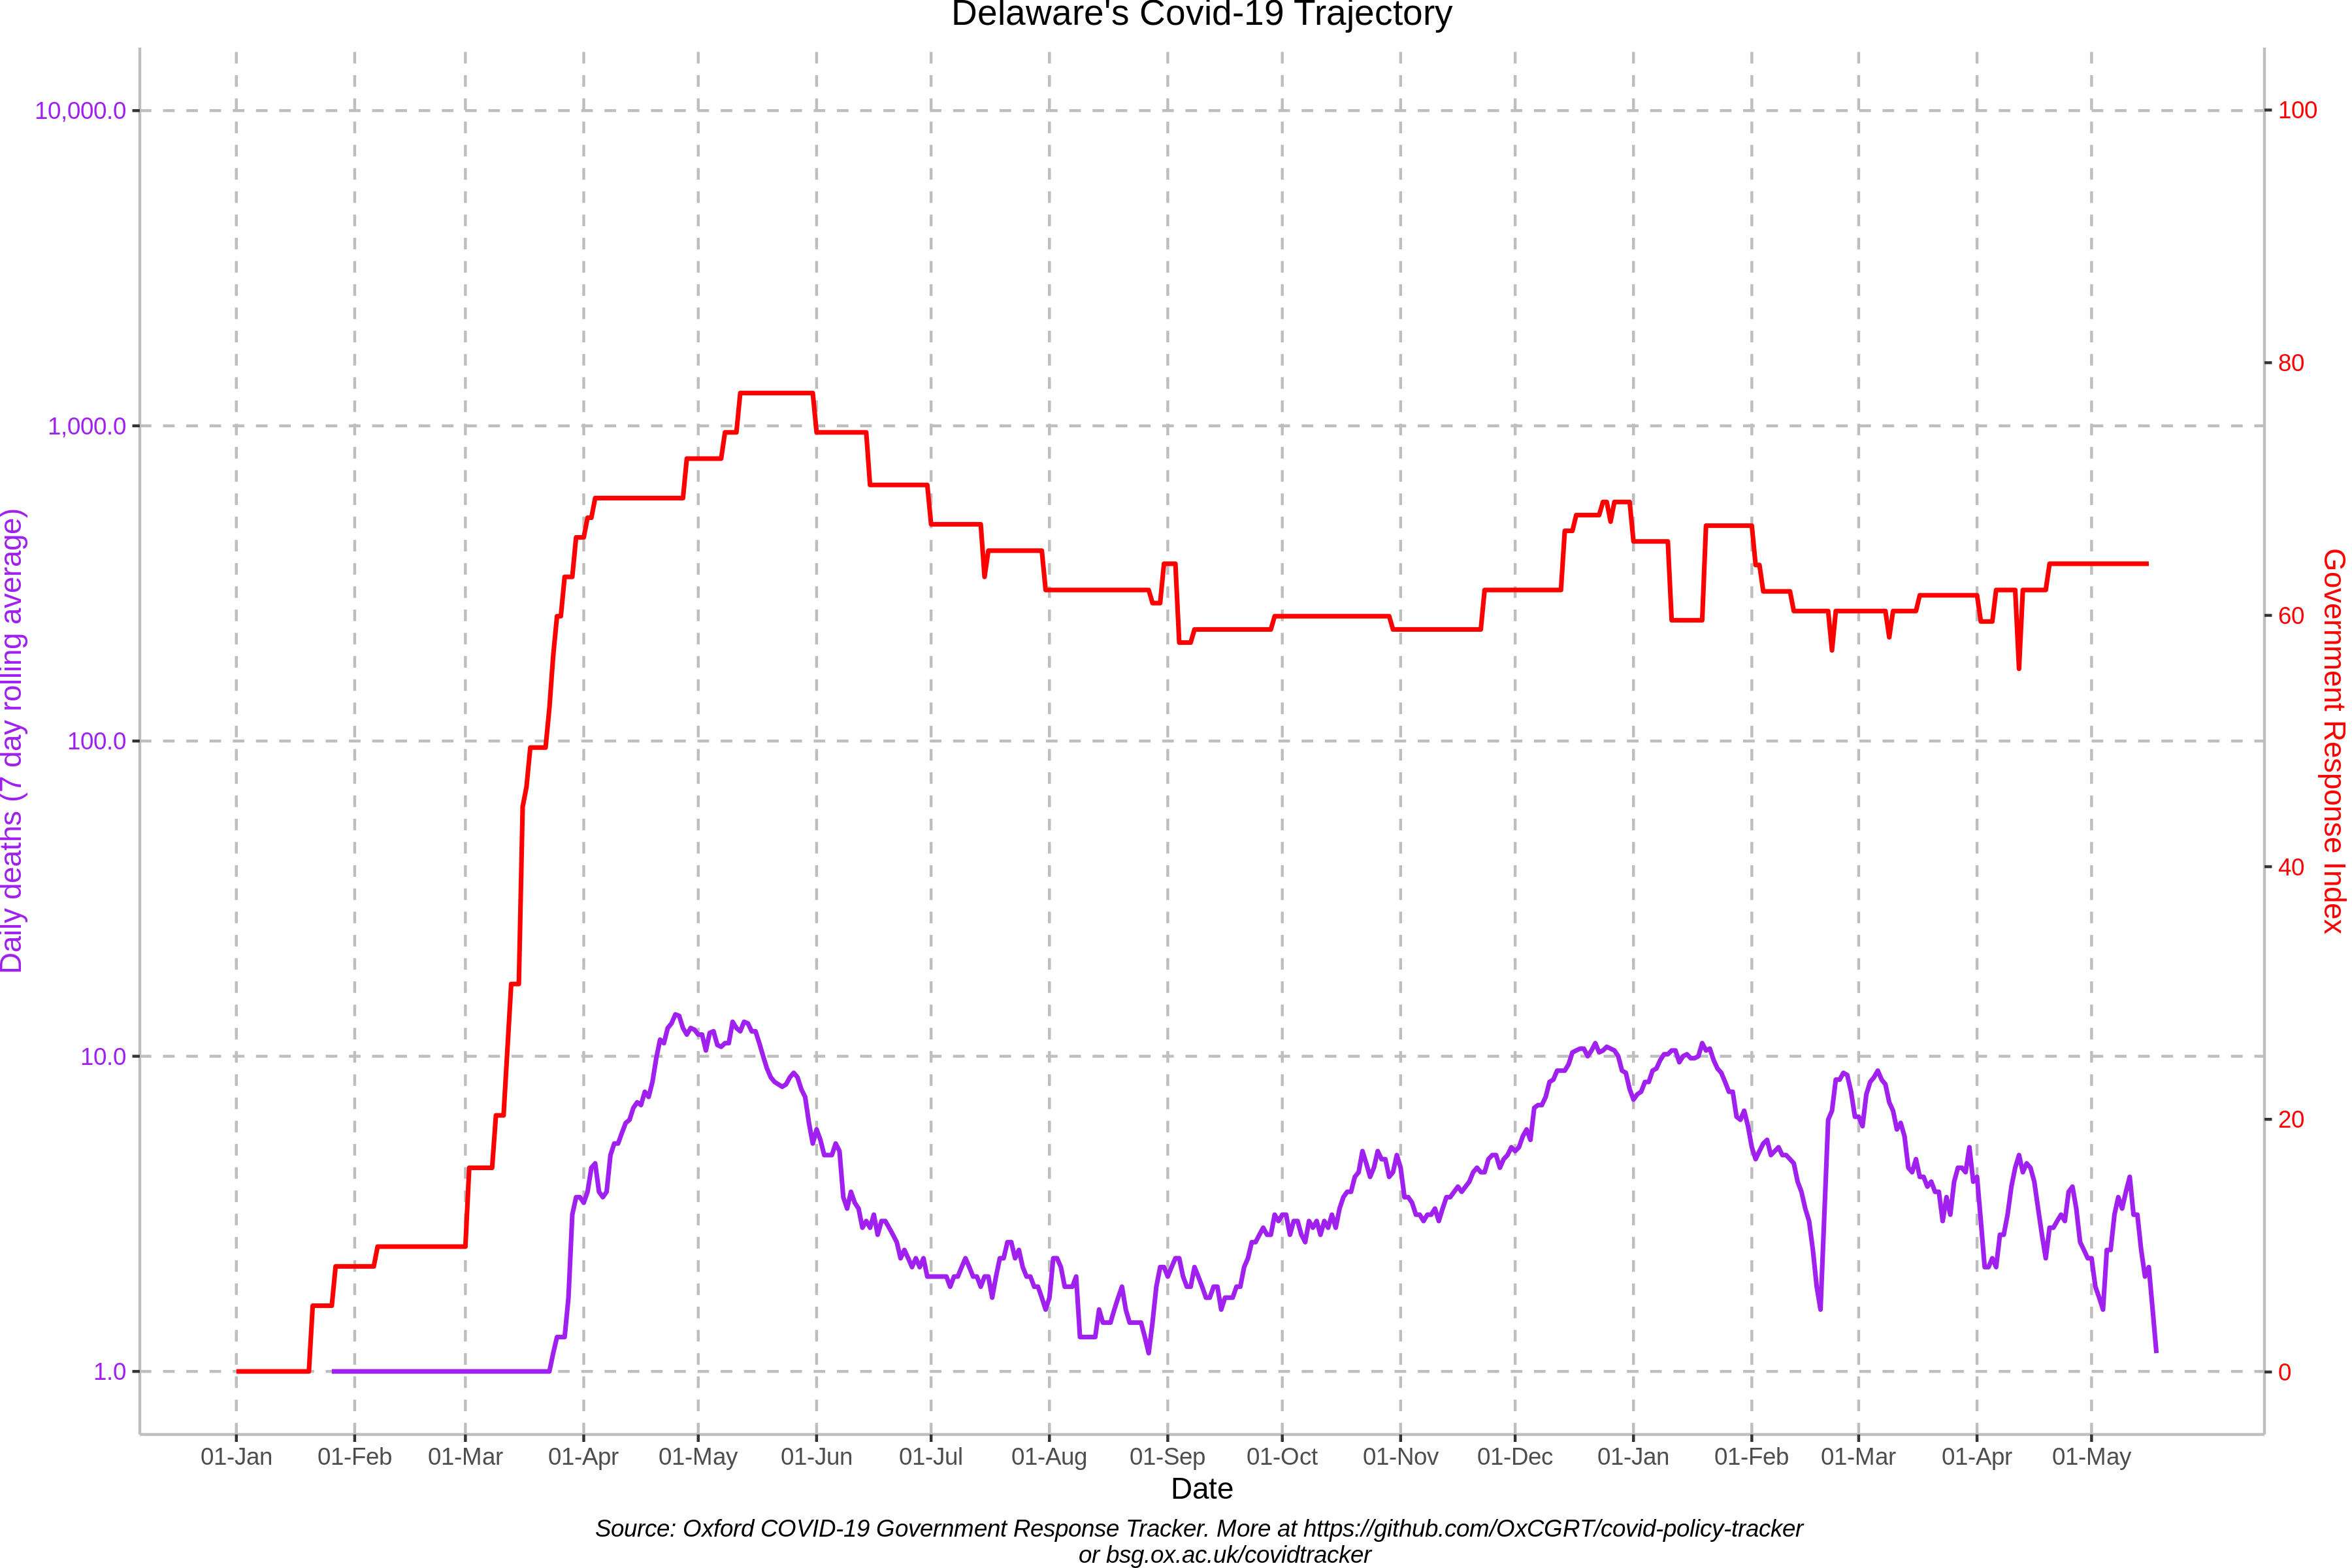 Delaware's Covid-19 Trajectory
10,000.0
1,000.0
100.0
10.0
1.0
Daily deaths (7 day rolling average)
100
80
60
40
20
0
Government Response Index
01-Jan 01-Feb 01-Mar 01-Apr 01-May 01-Jun 01-Jul 01-Aug 01-Sep 01-Oct 01-Nov 01-Dec 01-Jan 01-Feb 01-Mar 01-Apr 01-May
Date
Source: Oxford COVID-19 Government Response Tracker. More at https://github.com/OxCGRT/covid-policy-tracker
or bsg.ox.ac.uk/covidtracker